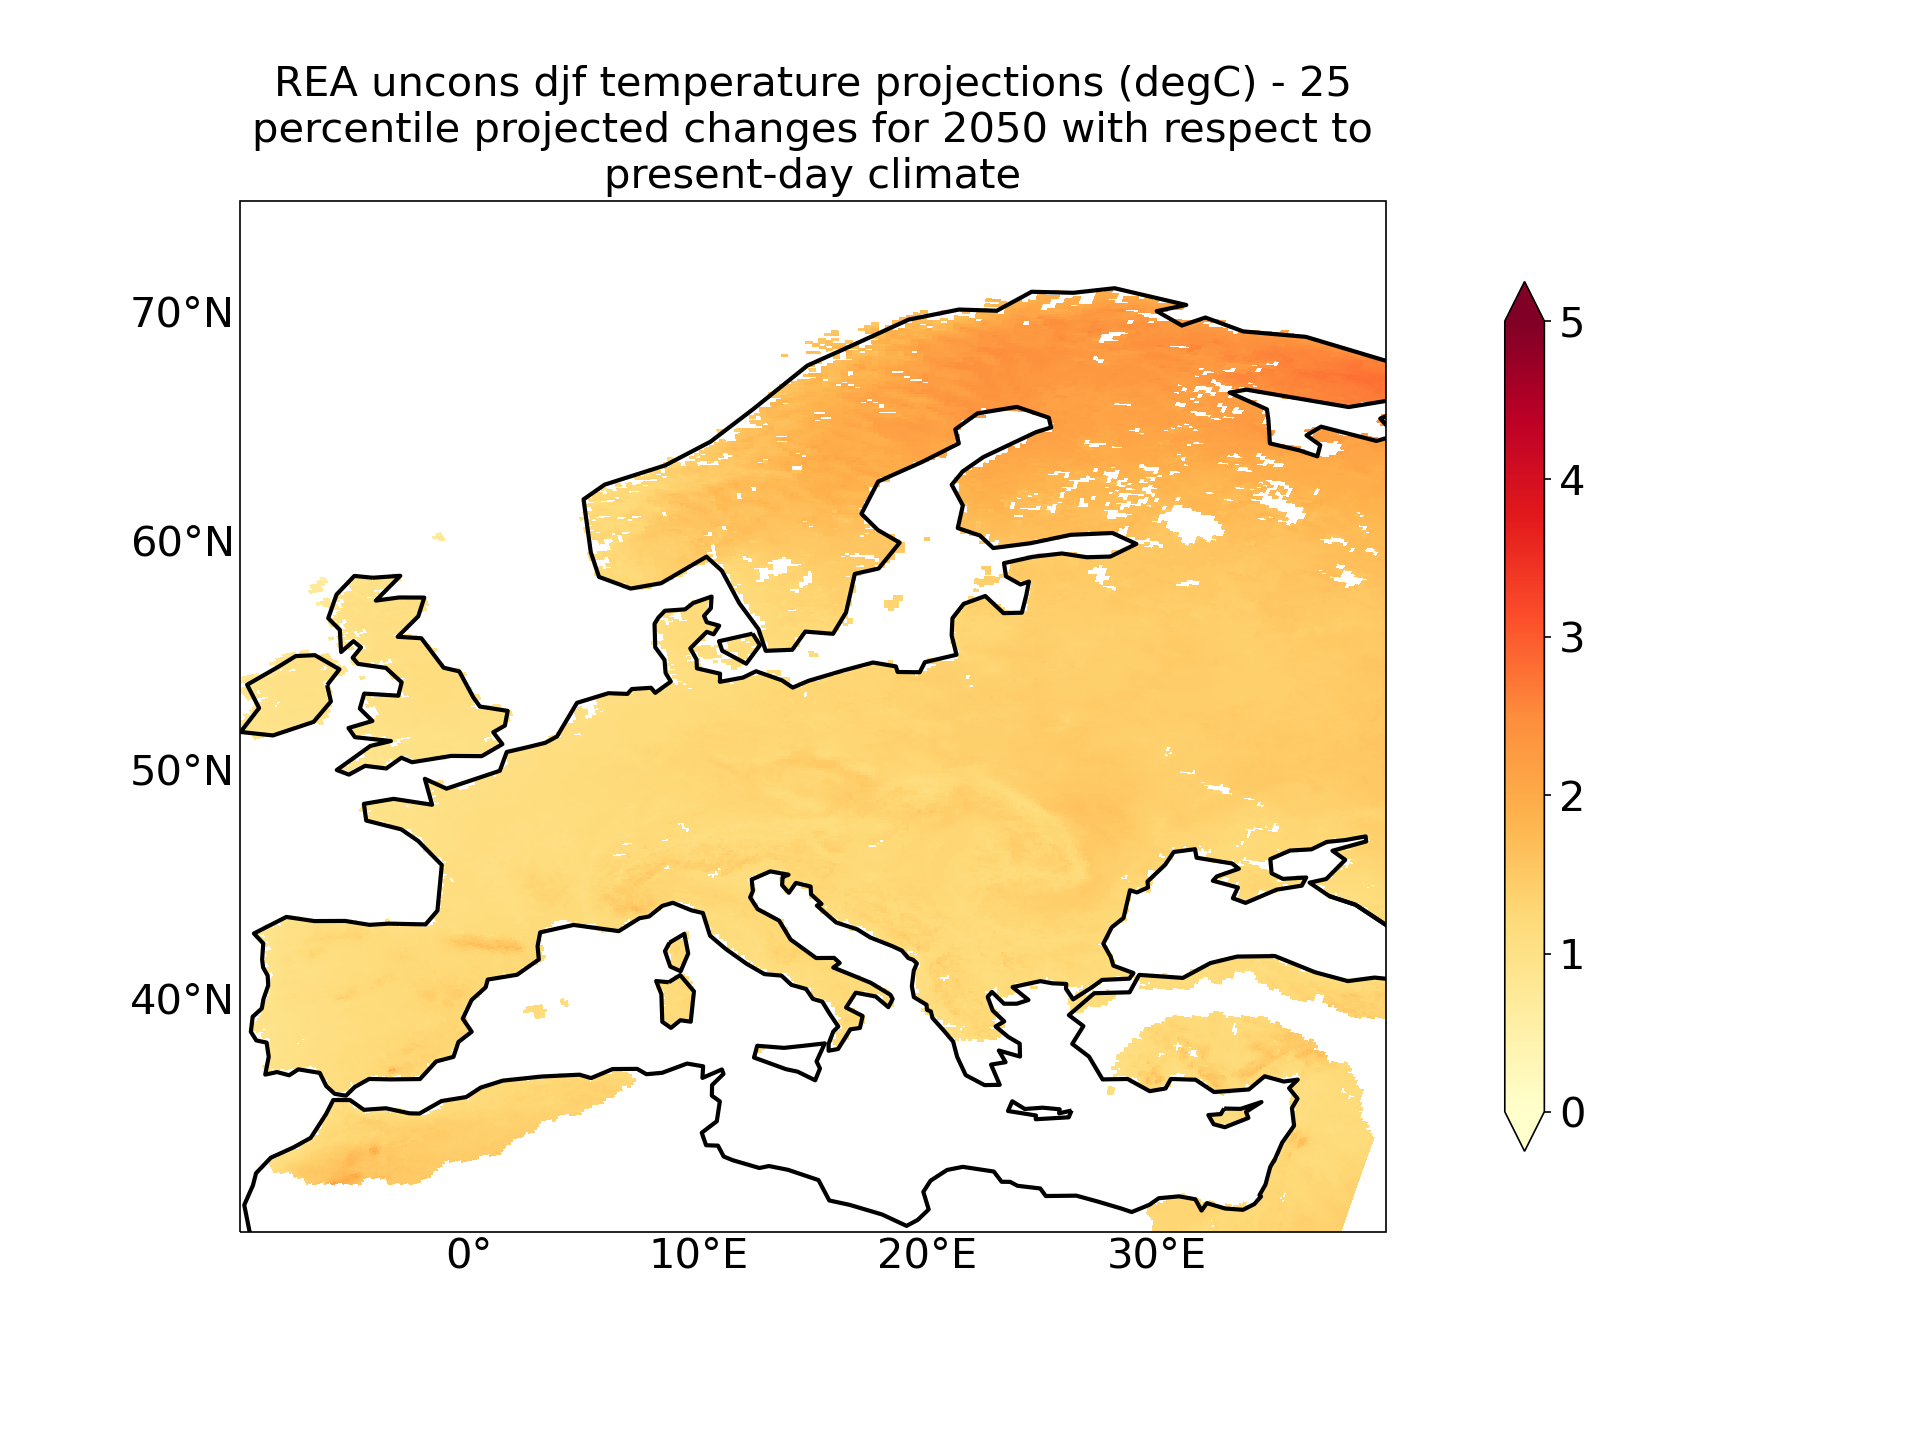 REA uncons djf temperature projections (degC) - 25
percentile projected changes for 2050 with respect to
present-day climate
70°N
60°N
50°N
40°N
0°
10°E
20°E
30°E
5
4
3
2
1
0